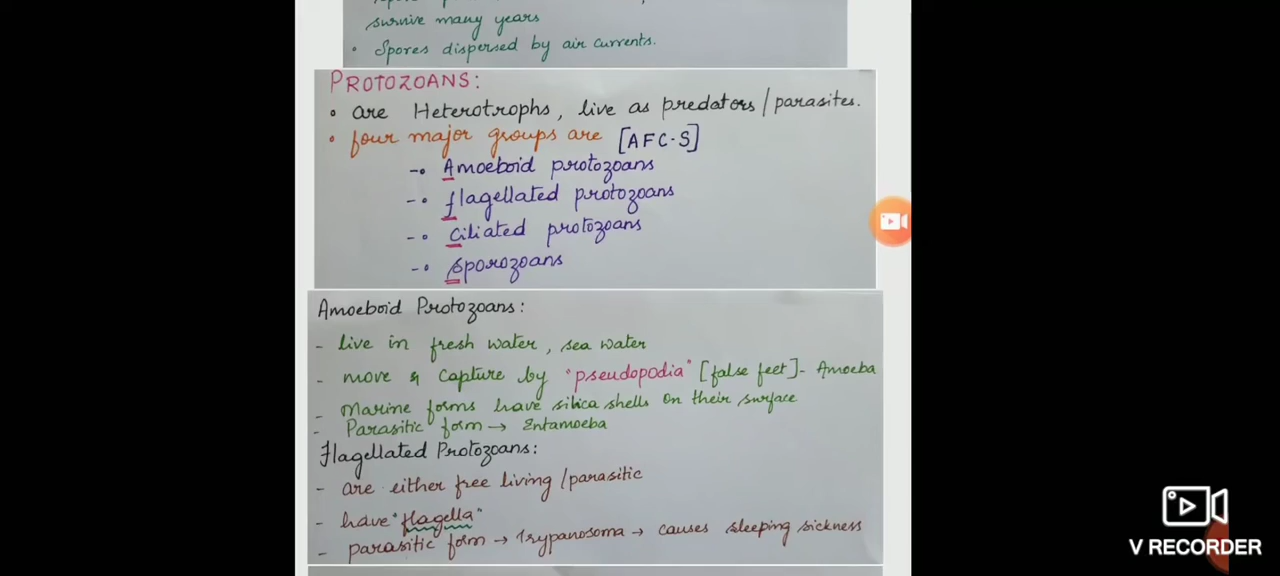 survive many years
• Spores dispersed by air currents.
PROTOZOANS:
• are Heterotrophs, live as predators/parasites.
• four major groups are [AFC-S]
-• Amoeboid protozoans
-• flagellated protozoans
-• Ciliated protozoans
-• Sporozoans
Amoeboid Protozoans:
- live in fresh water, sea water
- move & capture by "pseudopodia" [false feet]- Amoeba
- Marine forms have silica shells on their surface
- Parasitic form → Entamoeba
Flagellated Protozoans:
- are either free living/parasitic
- have "flagella"
- parasitic form → Trypanosoma → causes sleeping sickness
V RECORDER